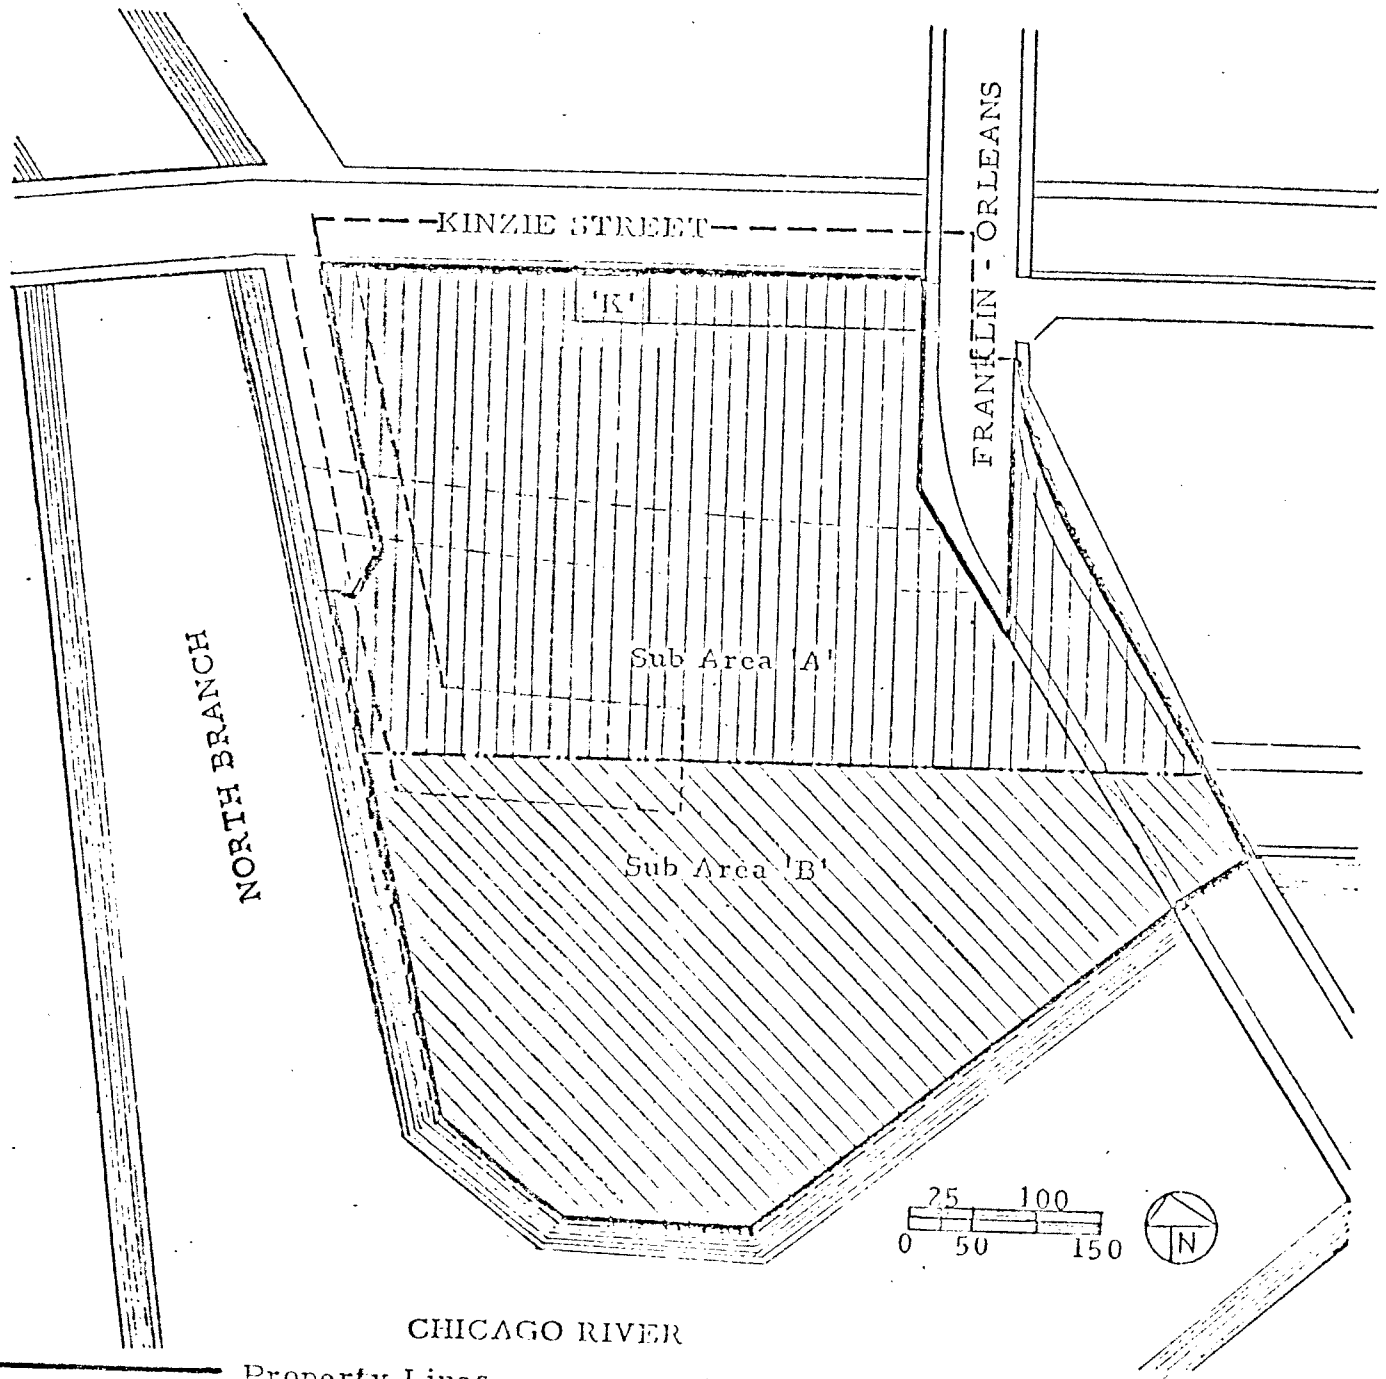 KINZIE STREET
FRANKLIN - ORLEANS
'K'
Sub Area 'A'
NORTH BRANCH
Sub Area 'B'
25 100
0 50 150
N
CHICAGO RIVER
Property Lines